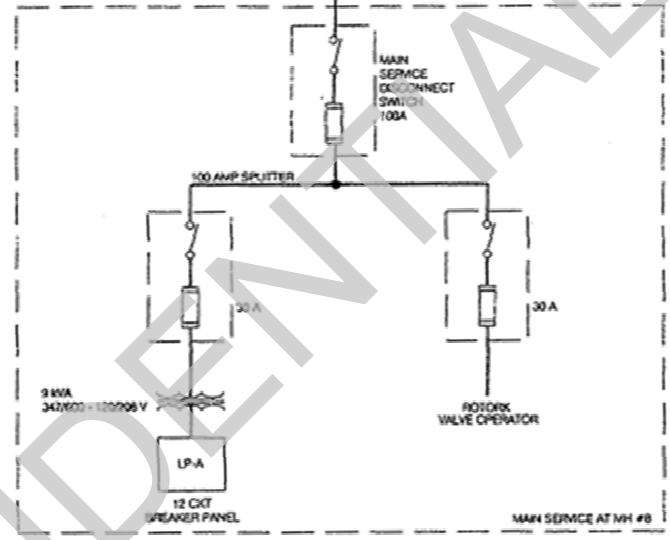 MAIN
SERVICE
DISCONNECT
SWITCH
100A
100 AMP SPLITTER
30 A
30 A
9 kVA
347/600 - 120/208 V
ROTORK
VALVE OPERATOR
LP-A
12 CKT
BREAKER PANEL
MAIN SERVICE AT MH #8